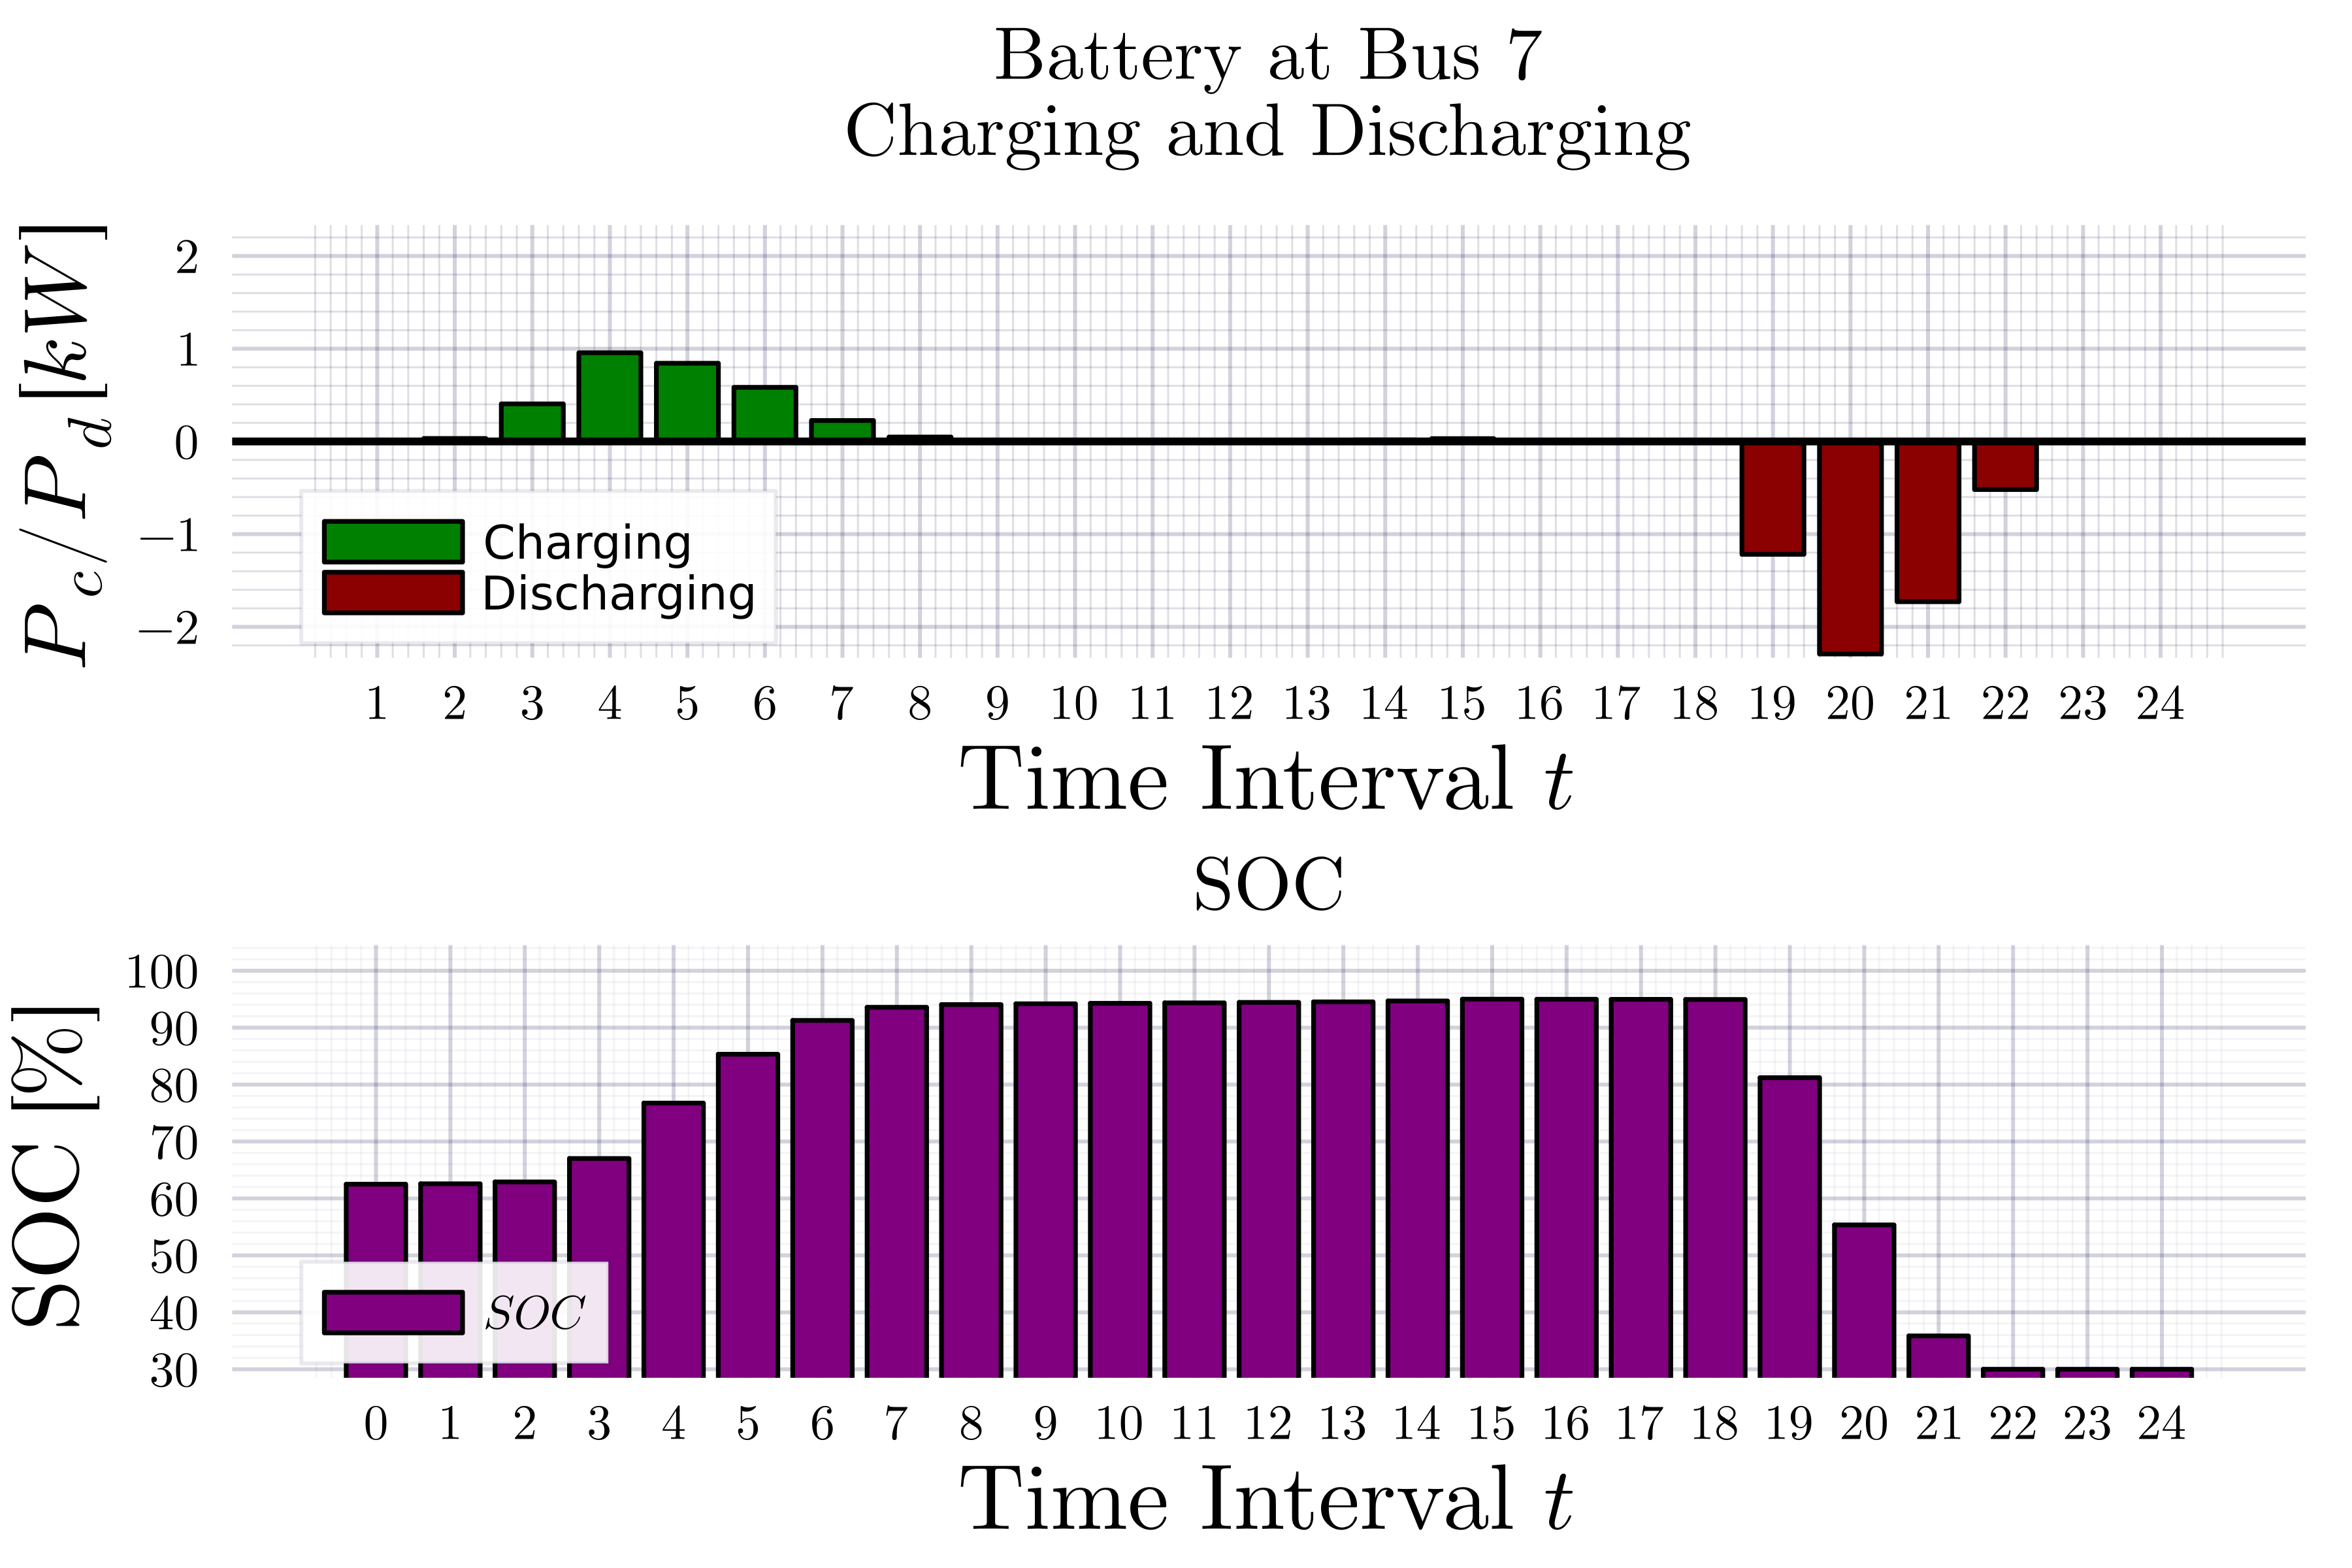 Battery at Bus 7
Charging and Discharging
P_c/P_d [kW]
2
1
0
−1
−2
Charging
Discharging
1 2 3 4 5 6 7 8 9 10 11 12 13 14 15 16 17 18 19 20 21 22 23 24
Time Interval t
SOC
SOC [%]
100
90
80
70
60
50
40
30
SOC
0 1 2 3 4 5 6 7 8 9 10 11 12 13 14 15 16 17 18 19 20 21 22 23 24
Time Interval t